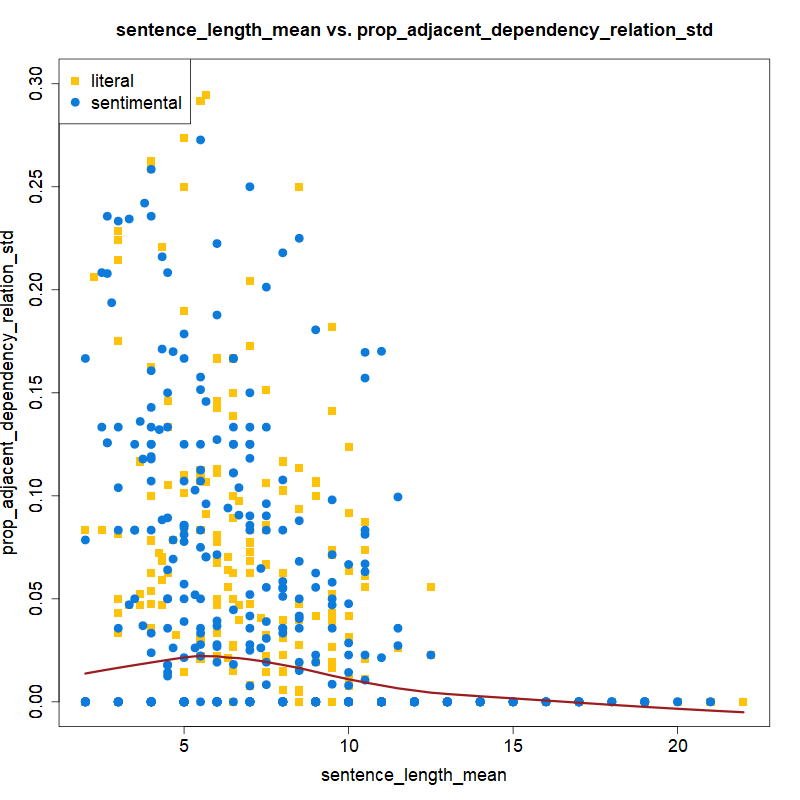 sentence_length_mean vs. prop_adjacent_dependency_relation_std
literal
sentimental
prop_adjacent_dependency_relation_std
0.30
0.25
0.20
0.15
0.10
0.05
0.00
5 10 15 20
sentence_length_mean